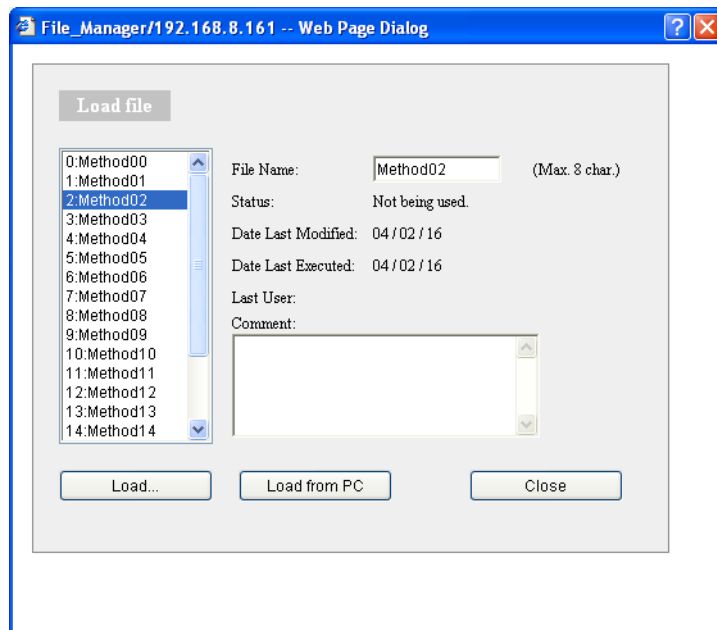 File_Manager/192.168.8.161 -- Web Page Dialog
Load file
0:Method00
1:Method01
2:Method02
3:Method03
4:Method04
5:Method05
6:Method06
7:Method07
8:Method08
9:Method09
10:Method10
11:Method11
12:Method12
13:Method13
14:Method14
File Name: Method02 (Max. 8 char.)
Status: Not being used.
Date Last Modified: 04 / 02 / 16
Date Last Executed: 04 / 02 / 16
Last User:
Comment:
Load... Load from PC Close